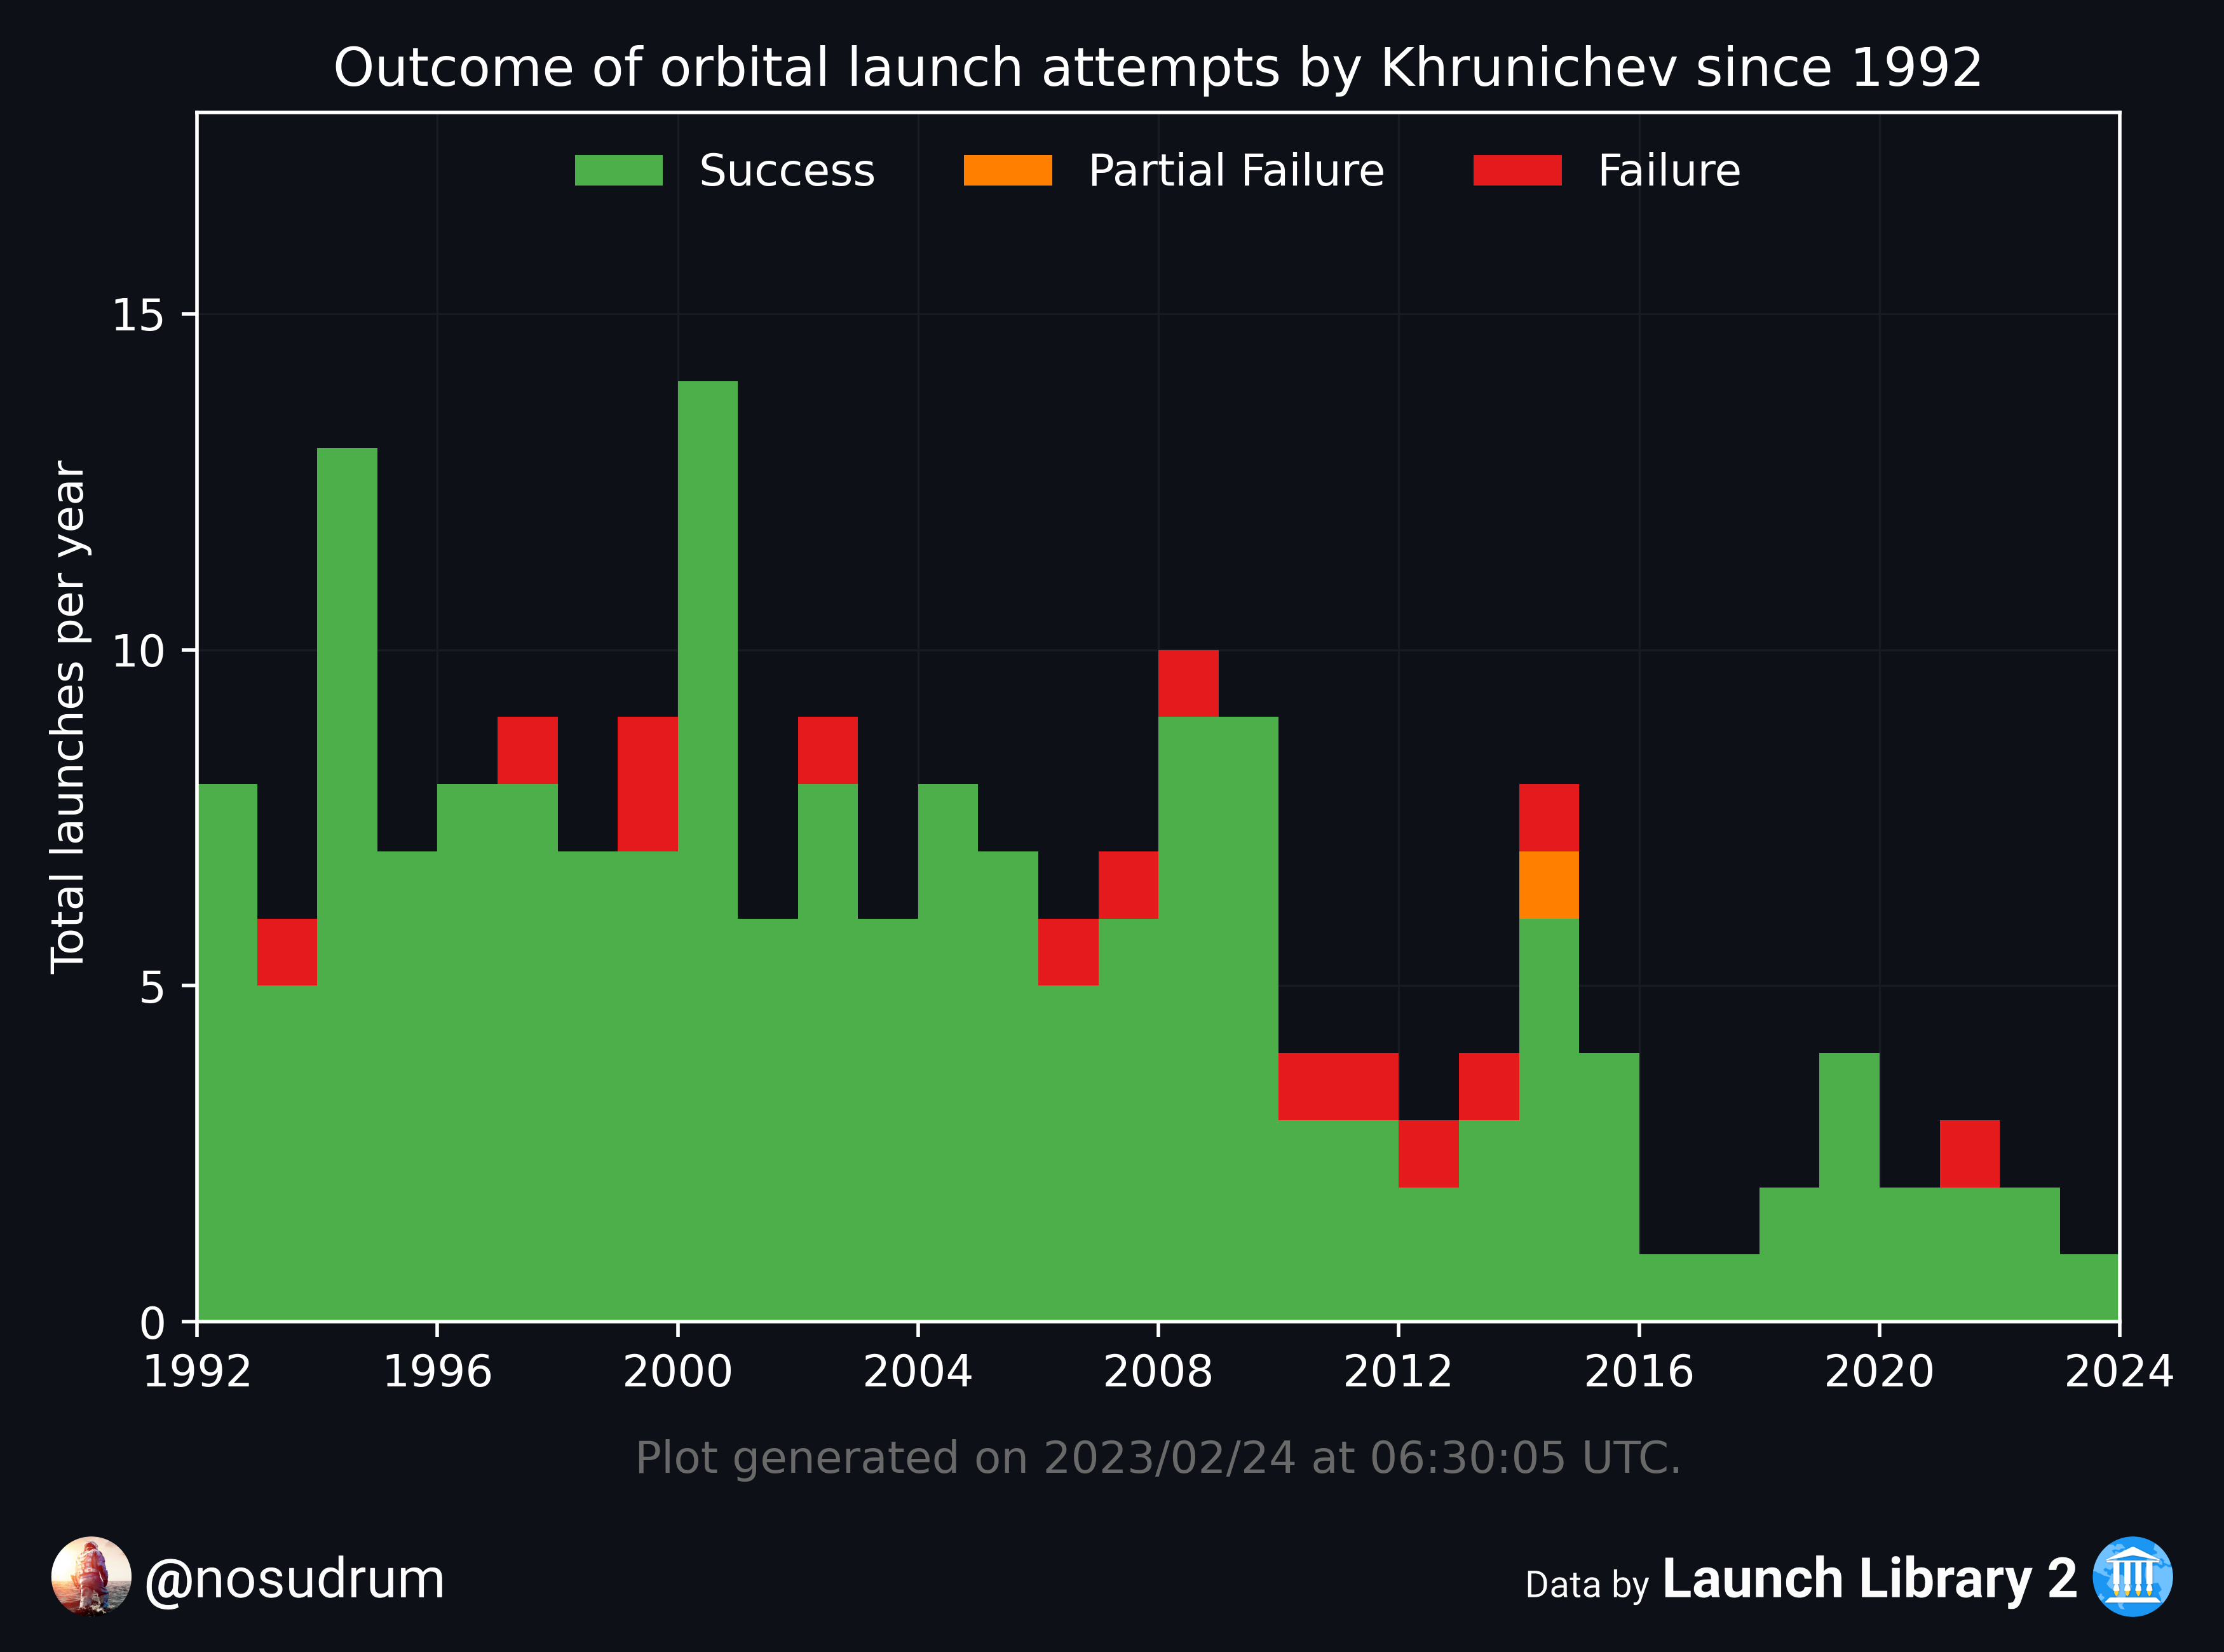 Outcome of orbital launch attempts by Khrunichev since 1992
Success Partial Failure Failure
Total launches per year
15
10
5
0
1992 1996 2000 2004 2008 2012 2016 2020 2024
Plot generated on 2023/02/24 at 06:30:05 UTC.
@nosudrum
Data by Launch Library 2